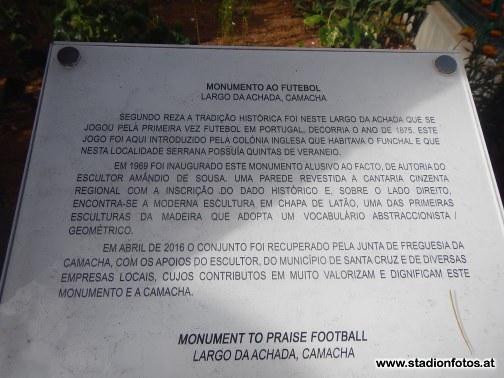 MONUMENTO AO FUTEBOL
LARGO DA ACHADA, CAMACHA
SEGUNDO REZA A TRADIÇÃO HISTÓRICA FOI NESTE LARGO DA ACHADA QUE SE
JOGOU PELA PRIMEIRA VEZ FUTEBOL EM PORTUGAL, DECORRIA O ANO DE 1875. ESTE
JOGO FOI AQUI INTRODUZIDO PELA COLÓNIA INGLESA QUE HABITAVA O FUNCHAL E QUE
NESTA LOCALIDADE SERRANA POSSUÍA QUINTAS DE VERANEIO.
EM 1969 FOI INAUGURADO ESTE MONUMENTO ALUSIVO AO FACTO, DE AUTORIA DO
ESCULTOR AMÂNDIO DE SOUSA. UMA PAREDE REVESTIDA A CANTARIA CINZENTA
REGIONAL COM A INSCRIÇÃO DO DADO HISTÓRICO E, SOBRE O LADO DIREITO,
ENCONTRA-SE A MODERNA ESCULTURA EM CHAPA DE LATÃO, UMA DAS PRIMEIRAS
ESCULTURAS DA MADEIRA QUE ADOPTA UM VOCABULÁRIO ABSTRACCIONISTA /
GEOMÉTRICO.
EM ABRIL DE 2016 O CONJUNTO FOI RECUPERADO PELA JUNTA DE FREGUESIA DA
CAMACHA, COM OS APOIOS DO ESCULTOR, DO MUNICÍPIO DE SANTA CRUZ E DE DIVERSAS
EMPRESAS LOCAIS, CUJOS CONTRIBUTOS EM MUITO VALORIZAM E DIGNIFICAM ESTE
MONUMENTO E A CAMACHA.
MONUMENT TO PRAISE FOOTBALL
LARGO DA ACHADA, CAMACHA
www.stadionfotos.at